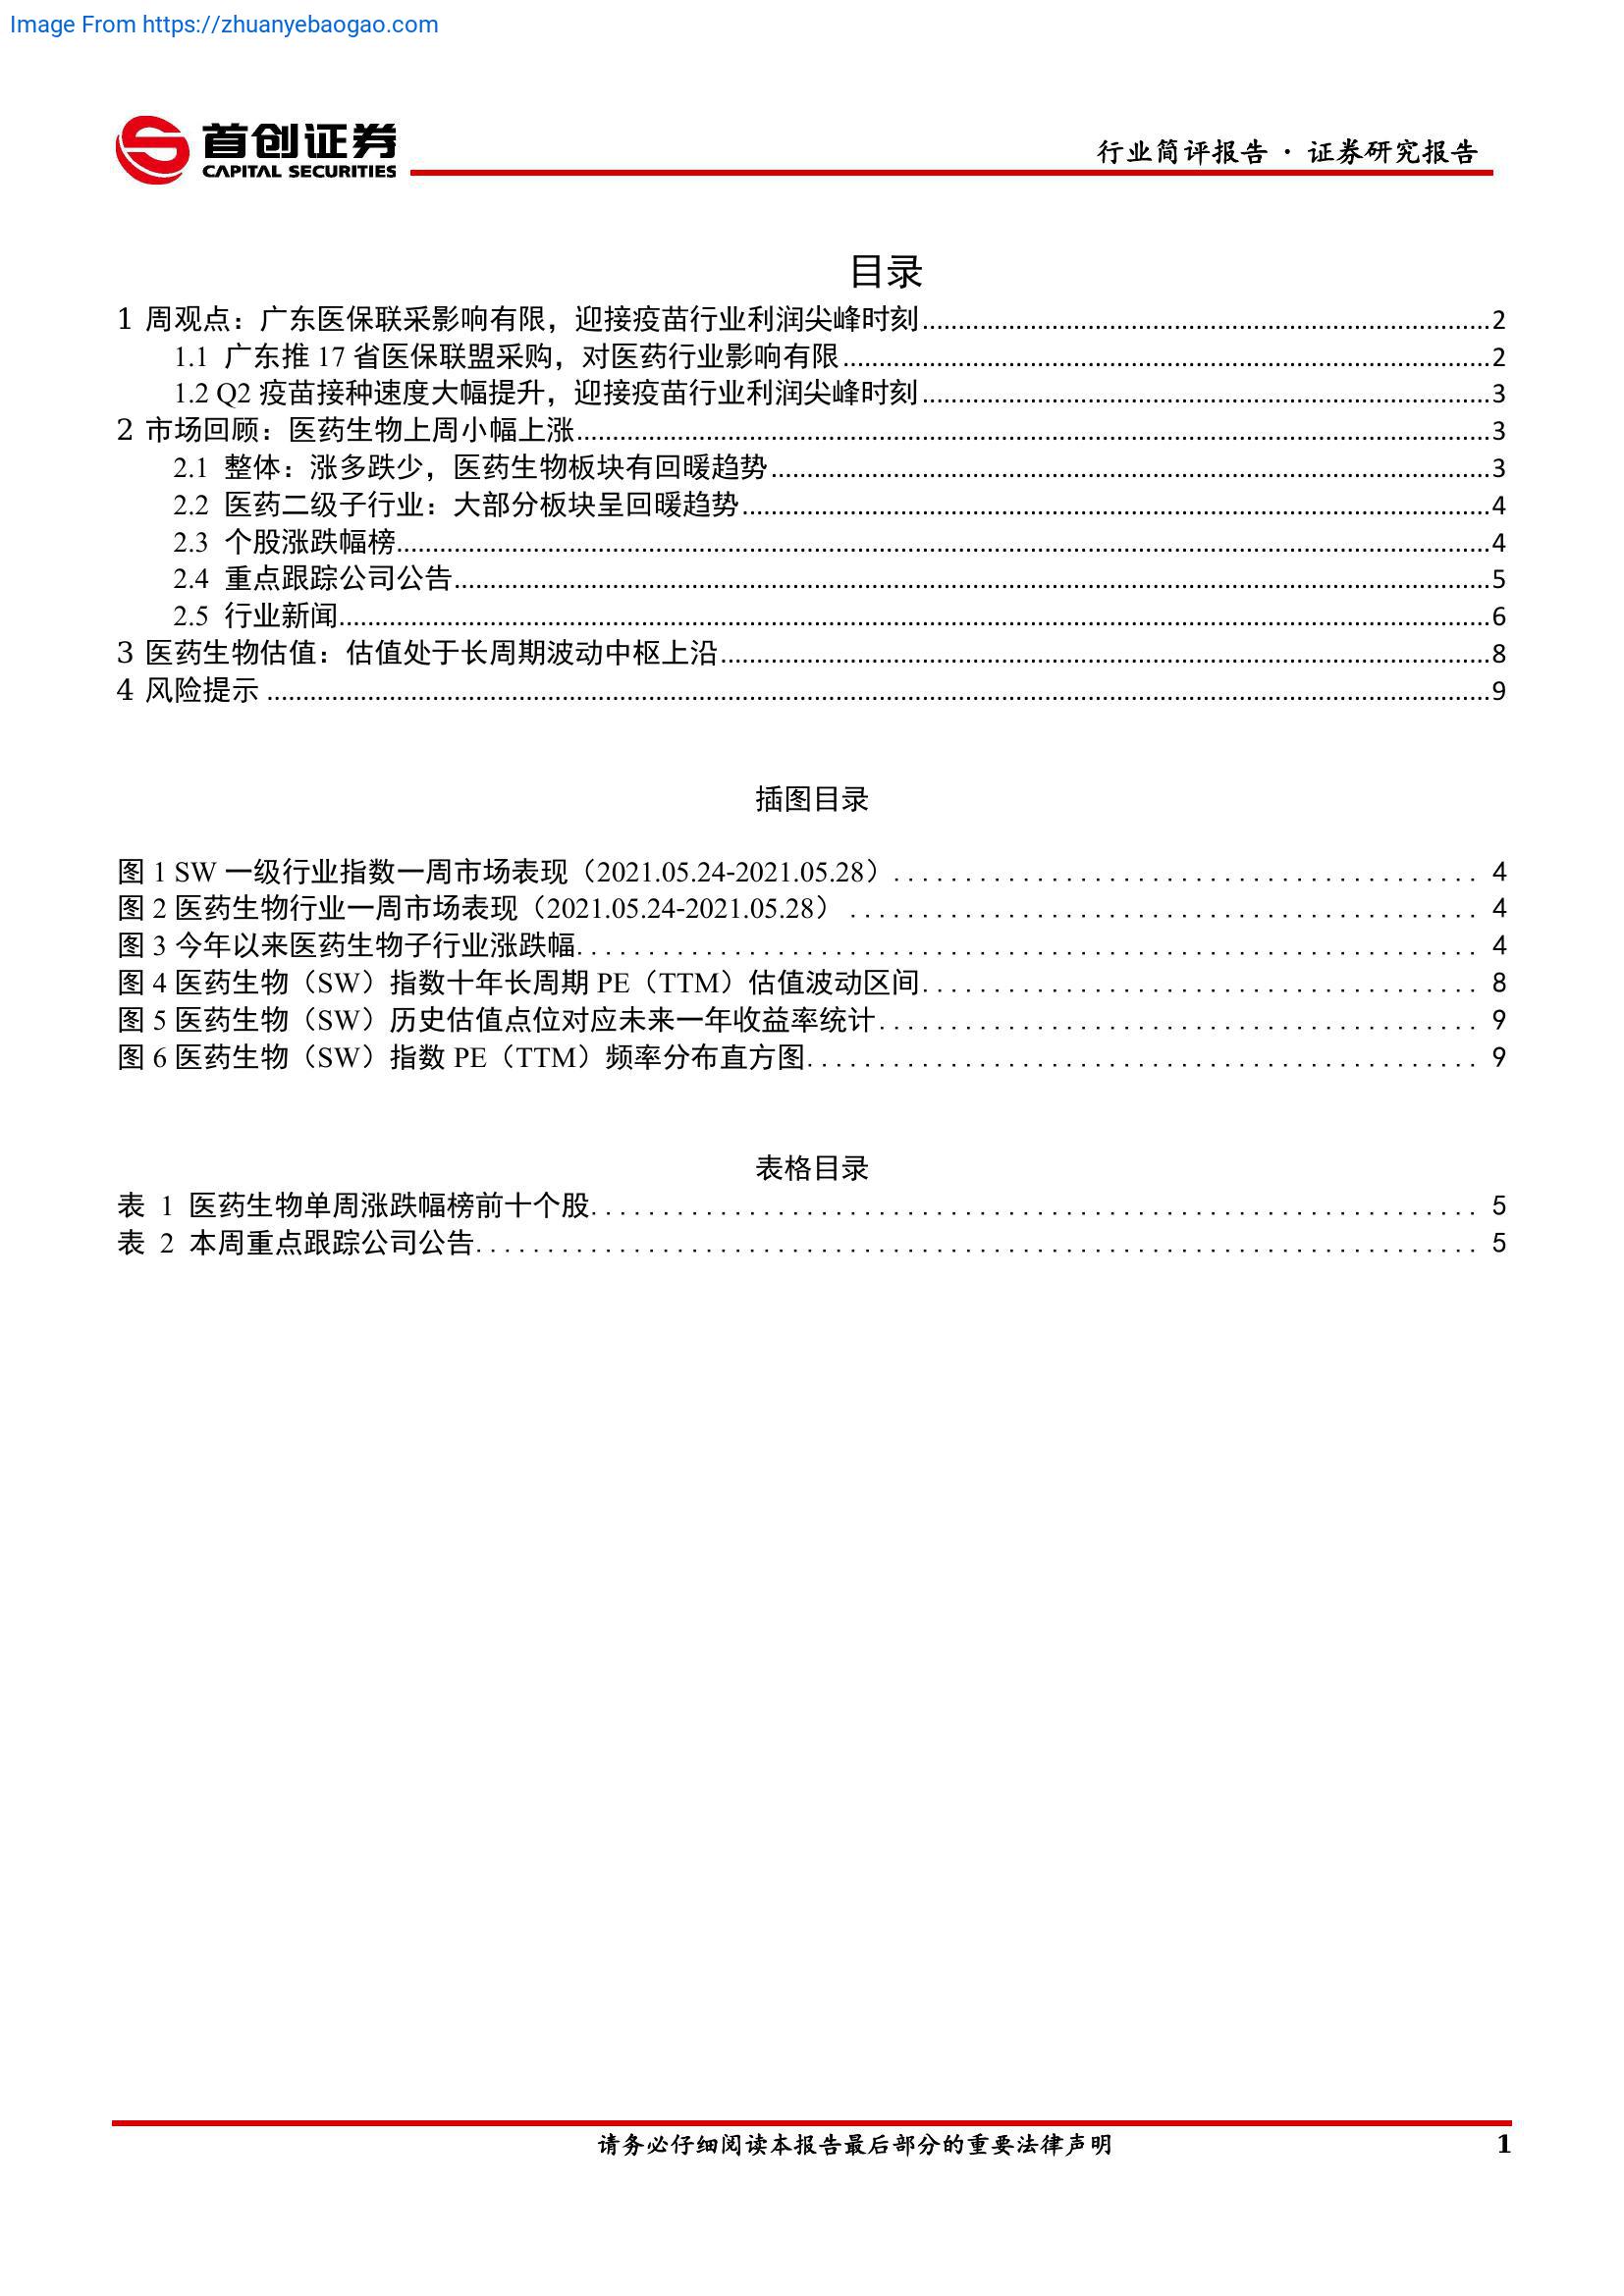 Image From https://zhuanyebaogao.com
首创证券
CAPITAL SECURITIES
行业简评报告·证券研究报告
目录
1 周观点：广东医保联采影响有限，迎接疫苗行业利润尖峰时刻 2
1.1 广东推 17 省医保联盟采购，对医药行业影响有限 2
1.2 Q2 疫苗接种速度大幅提升，迎接疫苗行业利润尖峰时刻 3
2 市场回顾：医药生物上周小幅上涨 3
2.1 整体：涨多跌少，医药生物板块有回暖趋势 3
2.2 医药二级子行业：大部分板块呈回暖趋势 4
2.3 个股涨跌幅榜 4
2.4 重点跟踪公司公告 5
2.5 行业新闻 6
3 医药生物估值：估值处于长周期波动中枢上沿 8
4 风险提示 9
插图目录
图 1 SW 一级行业指数一周市场表现（2021.05.24-2021.05.28） 4
图 2 医药生物行业一周市场表现（2021.05.24-2021.05.28） 4
图 3 今年以来医药生物子行业涨跌幅 4
图 4 医药生物（SW）指数十年长周期 PE（TTM）估值波动区间 8
图 5 医药生物（SW）历史估值点位对应未来一年收益率统计 9
图 6 医药生物（SW）指数 PE（TTM）频率分布直方图 9
表格目录
表 1 医药生物单周涨跌幅榜前十个股 5
表 2 本周重点跟踪公司公告 5
请务必仔细阅读本报告最后部分的重要法律声明 1